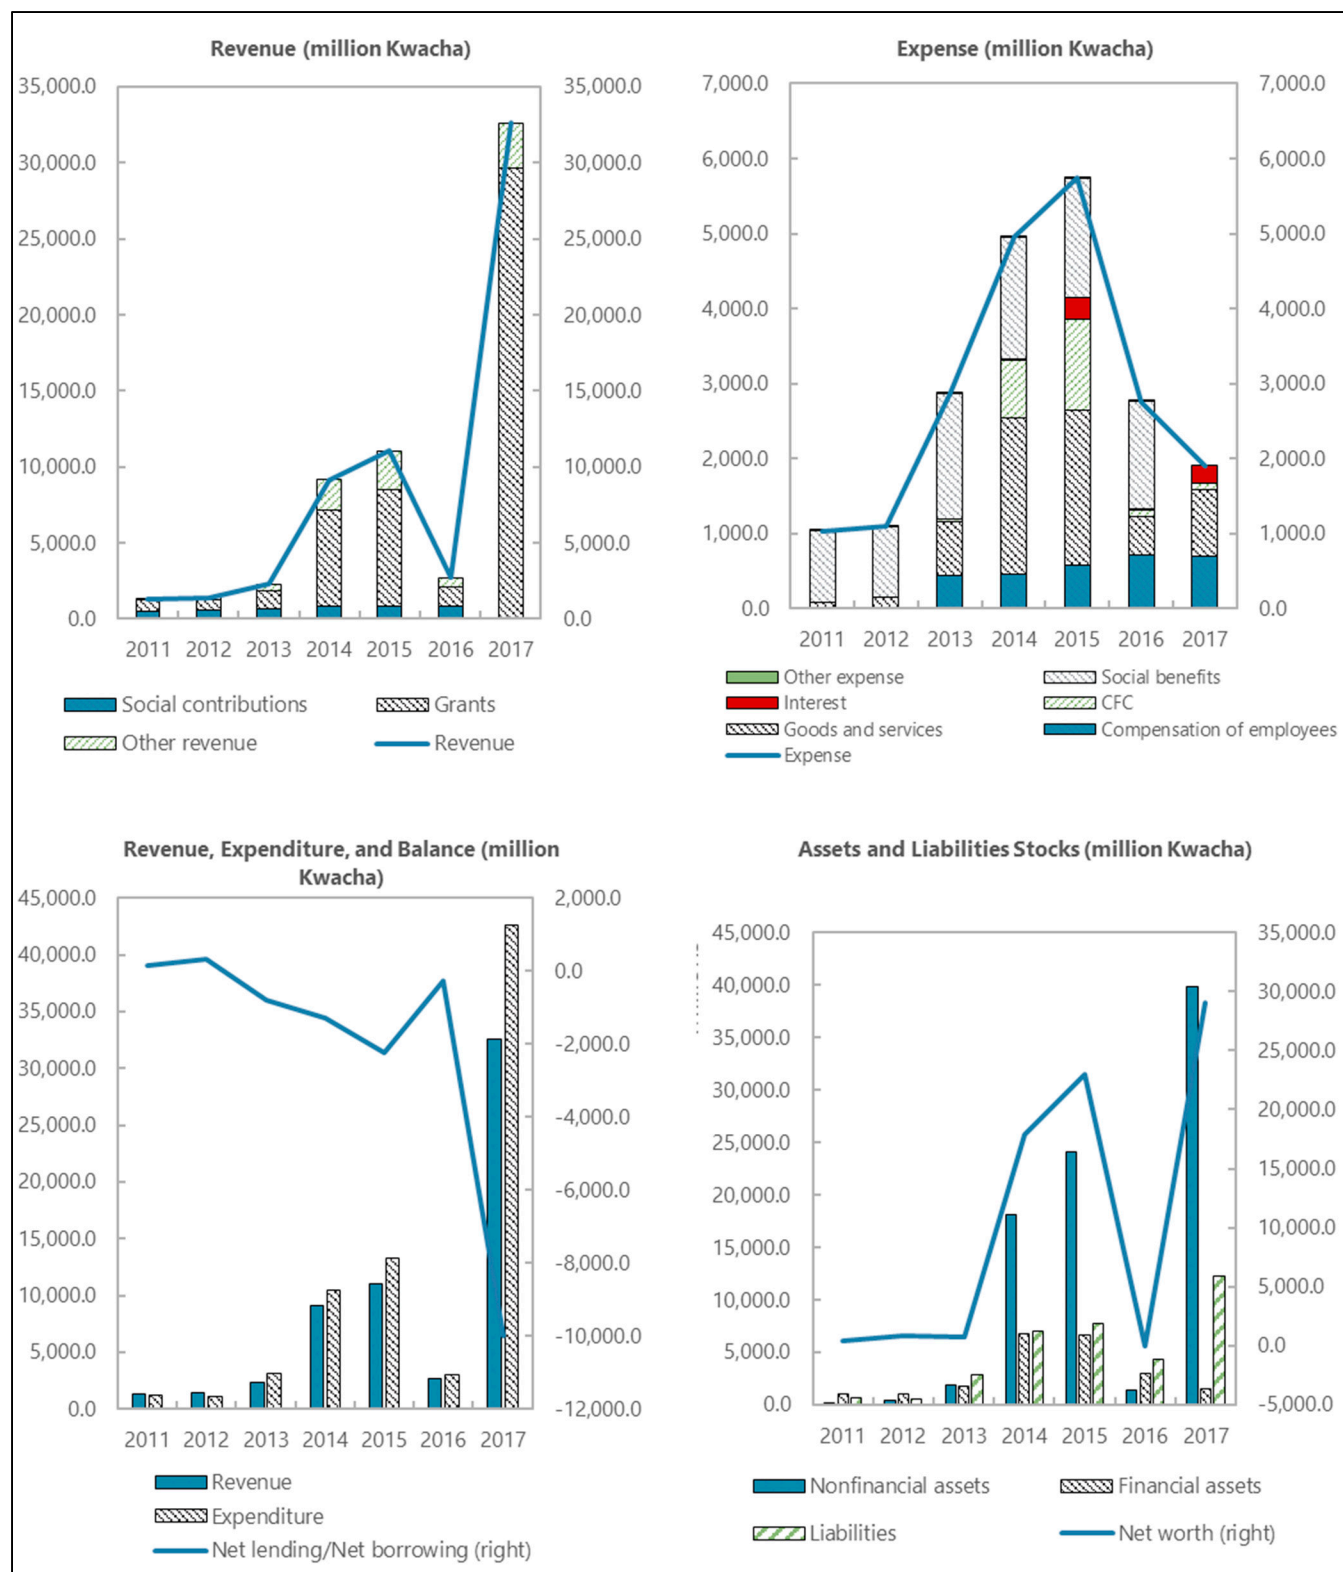 Revenue (million Kwacha)
35,000.0 35,000.0
30,000.0 30,000.0
25,000.0 25,000.0
20,000.0 20,000.0
15,000.0 15,000.0
10,000.0 10,000.0
5,000.0 5,000.0
0.0 0.0
2011 2012 2013 2014 2015 2016 2017
Social contributions Grants
Other revenue Revenue
Expense (million Kwacha)
7,000.0 7,000.0
6,000.0 6,000.0
5,000.0 5,000.0
4,000.0 4,000.0
3,000.0 3,000.0
2,000.0 2,000.0
1,000.0 1,000.0
0.0 0.0
2011 2012 2013 2014 2015 2016 2017
Other expense Social benefits
Interest CFC
Goods and services Compensation of employees
Expense
Revenue, Expenditure, and Balance (million
Kwacha)
45,000.0 2,000.0
40,000.0 0.0
35,000.0 -2,000.0
30,000.0 -4,000.0
25,000.0 -6,000.0
20,000.0 -8,000.0
15,000.0 -10,000.0
10,000.0 -12,000.0
5,000.0
0.0
2011 2012 2013 2014 2015 2016 2017
Revenue
Expenditure
Net lending/Net borrowing (right)
Assets and Liabilities Stocks (million Kwacha)
45,000.0 35,000.0
40,000.0 30,000.0
35,000.0 25,000.0
30,000.0 20,000.0
25,000.0 15,000.0
20,000.0 10,000.0
15,000.0 5,000.0
10,000.0 0.0
5,000.0 -5,000.0
0.0
2011 2012 2013 2014 2015 2016 2017
Nonfinancial assets Financial assets
Liabilities Net worth (right)